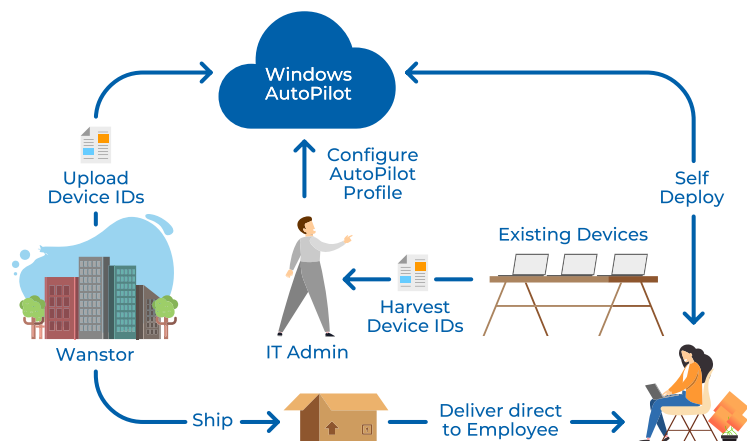 Windows
AutoPilot
Configure
AutoPilot
Profile
Upload
Device IDs
Self
Deploy
Existing Devices
Harvest
Device IDs
IT Admin
Wanstor
Ship
Deliver direct
to Employee